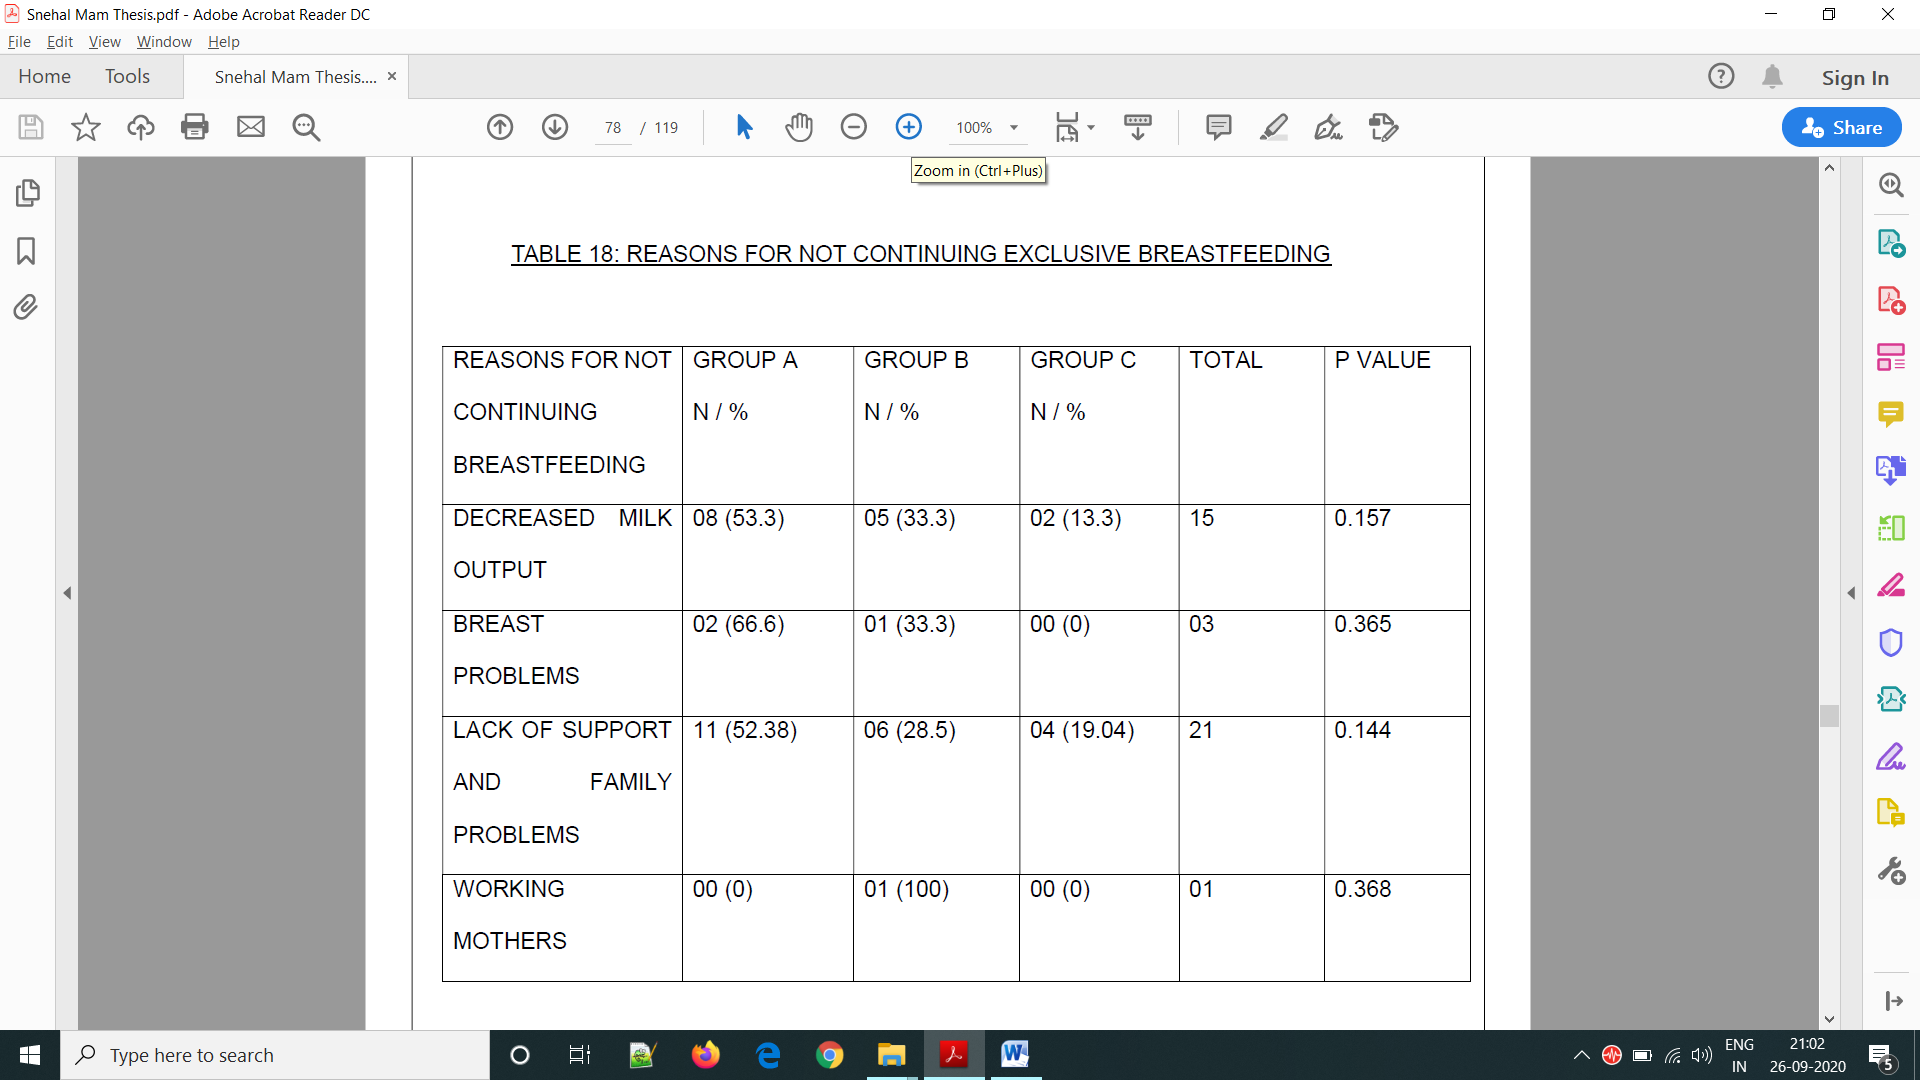 Snehal Mam Thesis.pdf - Adobe Acrobat Reader DC
File Edit View Window Help
Home Tools Snehal Mam Thesis.... × Sign In
78 / 119 100% Share
Zoom in (Ctrl+Plus)
TABLE 18: REASONS FOR NOT CONTINUING EXCLUSIVE BREASTFEEDING
REASONS FOR NOT GROUP A GROUP B GROUP C TOTAL P VALUE
CONTINUING N / % N / % N / %
BREASTFEEDING
DECREASED MILK 08 (53.3) 05 (33.3) 02 (13.3) 15 0.157
OUTPUT
BREAST 02 (66.6) 01 (33.3) 00 (0) 03 0.365
PROBLEMS
LACK OF SUPPORT 11 (52.38) 06 (28.5) 04 (19.04) 21 0.144
AND FAMILY
PROBLEMS
WORKING 00 (0) 01 (100) 00 (0) 01 0.368
MOTHERS
Type here to search
ENG 21:02
IN 26-09-2020 5